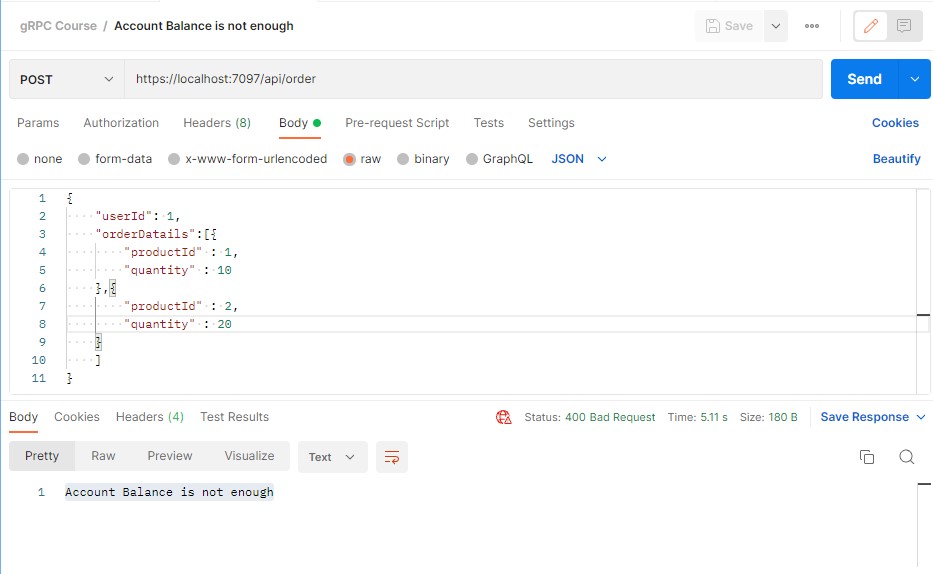 gRPC Course / Account Balance is not enough
Save
POST https://localhost:7097/api/order Send
Params Authorization Headers (8) Body Pre-request Script Tests Settings Cookies
none form-data x-www-form-urlencoded raw binary GraphQL JSON Beautify
1 {
2 "userId": 1,
3 "orderDatails":[{
4 "productId" : 1,
5 "quantity" : 10
6 },{
7 "productId" : 2,
8 "quantity" : 20
9 }
10 ]
11 }
Body Cookies Headers (4) Test Results Status: 400 Bad Request Time: 5.11 s Size: 180 B Save Response
Pretty Raw Preview Visualize Text
1 Account Balance is not enough